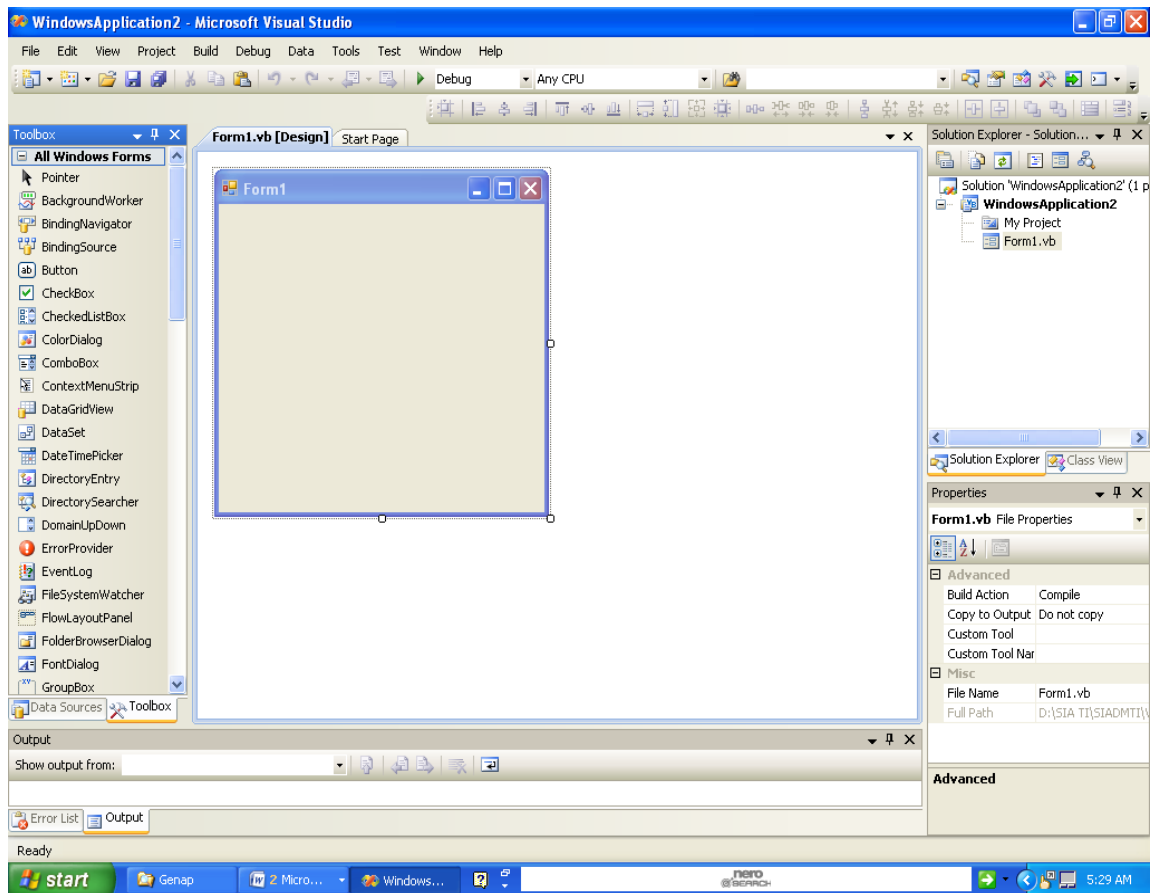 WindowsApplication2 - Microsoft Visual Studio
File Edit View Project Build Debug Data Tools Test Window Help
Debug Any CPU
Toolbox
All Windows Forms
Pointer
BackgroundWorker
BindingNavigator
BindingSource
Button
CheckBox
CheckedListBox
ColorDialog
ComboBox
ContextMenuStrip
DataGridView
DataSet
DateTimePicker
DirectoryEntry
DirectorySearcher
DomainUpDown
ErrorProvider
EventLog
FileSystemWatcher
FlowLayoutPanel
FolderBrowserDialog
FontDialog
GroupBox
Data Sources Toolbox
Form1.vb [Design] Start Page
Form1
Solution Explorer - Solution...
Solution 'WindowsApplication2' (1 p
WindowsApplication2
My Project
Form1.vb
Solution Explorer Class View
Properties
Form1.vb File Properties
Advanced
Build Action Compile
Copy to Output Do not copy
Custom Tool
Custom Tool Nar
Misc
File Name Form1.vb
Full Path D:\SIA TI\SIADMTI\
Advanced
Output
Show output from:
Error List Output
Ready
start Genap 2 Micro... Windows... nero SEARCH 5:29 AM